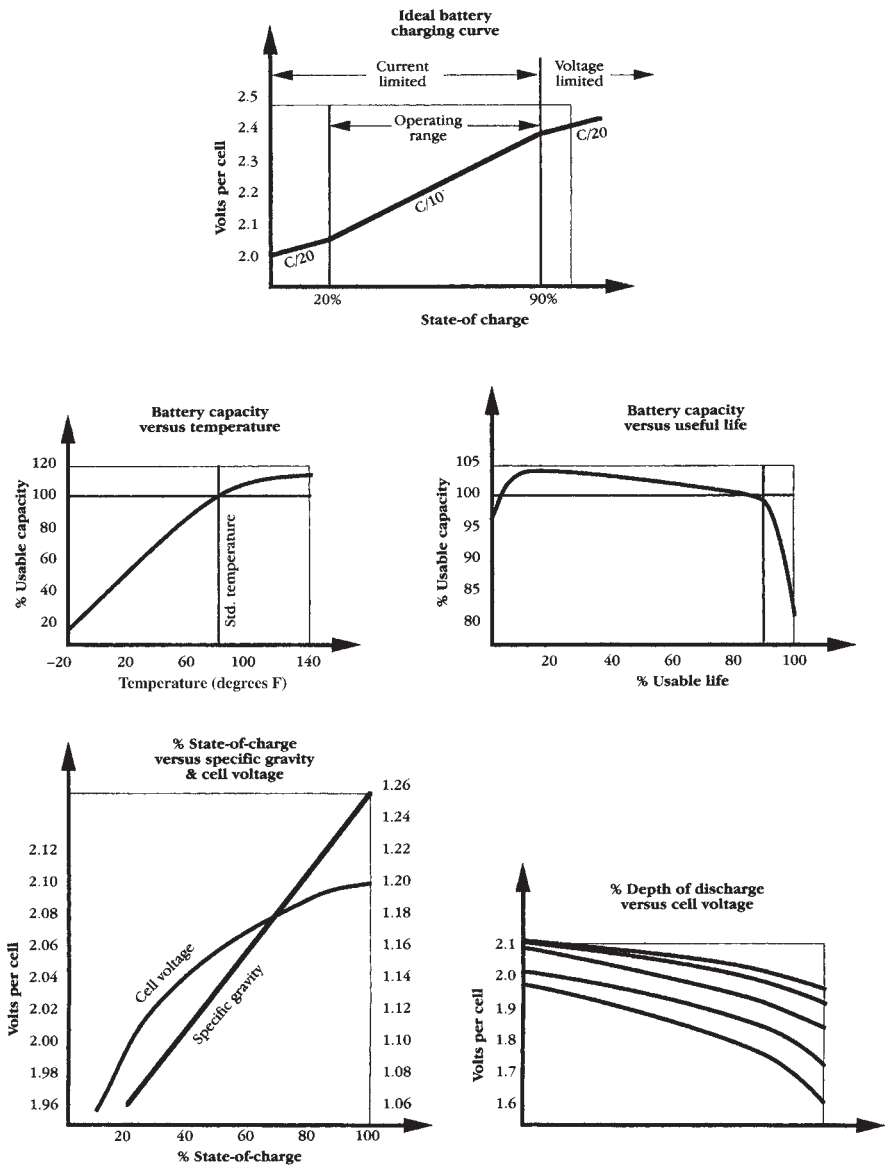 Ideal battery
charging curve
Current
limited
Voltage
limited
Operating
range
2.5
2.4
2.3
2.2
2.1
2.0
Volts per cell
C/20
C/10
C/20
20%
90%
State-of charge
Battery capacity
versus temperature
120
100
80
60
40
20
% Usable capacity
Std. temperature
–20
20
60
100
140
Temperature (degrees F)
Battery capacity
versus useful life
105
100
95
90
85
80
% Usable capacity
20
40
60
80
100
% Usable life
% State-of-charge
versus specific gravity
& cell voltage
2.12
2.10
2.08
2.06
2.04
2.02
2.00
1.98
1.96
Volts per cell
Cell voltage
Specific gravity
1.26
1.24
1.22
1.20
1.18
1.16
1.14
1.12
1.10
1.08
1.06
20
40
60
80
100
% State-of-charge
% Depth of discharge
versus cell voltage
2.1
2.0
1.9
1.8
1.7
1.6
Volts per cell